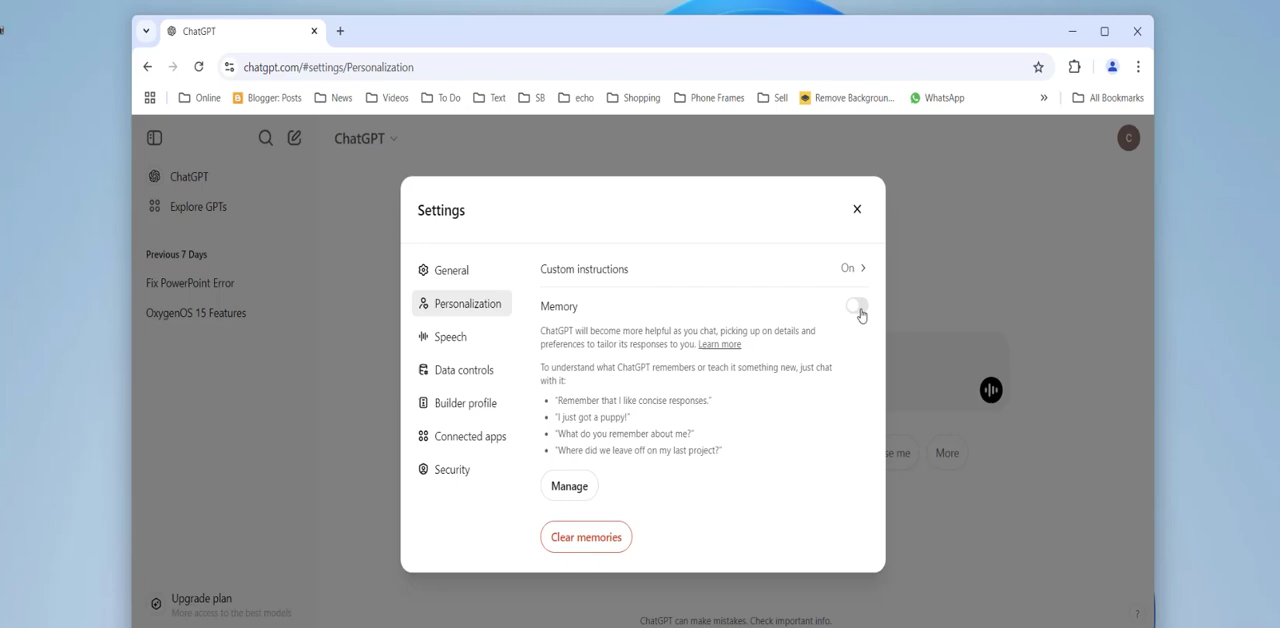 ChatGPT
chatgpt.com/#settings/Personalization
Online
Blogger: Posts
News
Videos
To Do
Text
SB
echo
Shopping
Phone Frames
Sell
Remove Backgroun...
WhatsApp
All Bookmarks
ChatGPT
C
ChatGPT
Explore GPTs
Previous 7 Days
Fix PowerPoint Error
OxygenOS 15 Features
Upgrade plan
More access to the best models
Settings
General
Personalization
Speech
Data controls
Builder profile
Connected apps
Security
Custom instructions
On
Memory
ChatGPT will become more helpful as you chat, picking up on details and
preferences to tailor its responses to you. Learn more
To understand what ChatGPT remembers or teach it something new, just chat
with it:
"Remember that I like concise responses."
"I just got a puppy!"
"What do you remember about me?"
"Where did we leave off on my last project?"
Manage
Clear memories
se me
More
ChatGPT can make mistakes. Check important info.
?